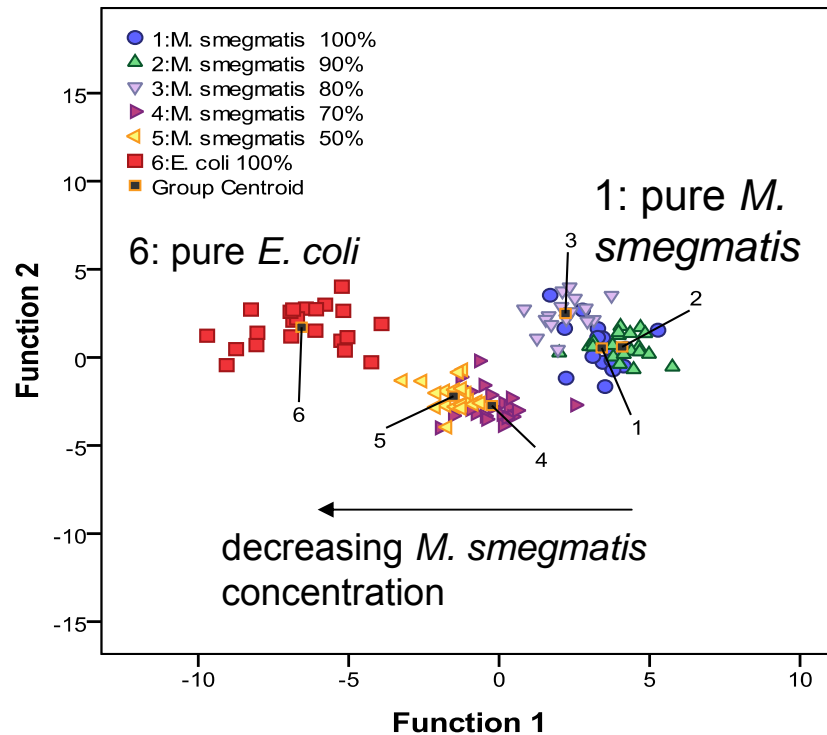 1:M. smegmatis 100%
2:M. smegmatis 90%
3:M. smegmatis 80%
4:M. smegmatis 70%
5:M. smegmatis 50%
6:E. coli 100%
Group Centroid
6: pure E. coli
1: pure M.
smegmatis
3
2
1
6
5
4
decreasing M. smegmatis
concentration
Function 2
15
10
5
0
-5
-10
-15
-10
-5
0
5
10
Function 1